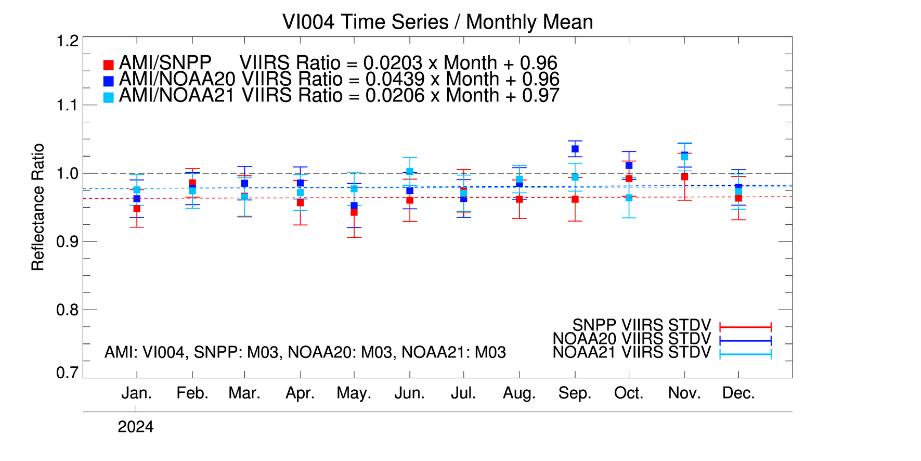 VI004 Time Series / Monthly Mean
1.2
AMI/SNPP VIIRS Ratio = 0.0203 x Month + 0.96
AMI/NOAA20 VIIRS Ratio = 0.0439 x Month + 0.96
AMI/NOAA21 VIIRS Ratio = 0.0206 x Month + 0.97
1.1
1.0
Reflectance Ratio
0.9
0.8
SNPP VIIRS STDV
NOAA20 VIIRS STDV
NOAA21 VIIRS STDV
AMI: VI004, SNPP: M03, NOAA20: M03, NOAA21: M03
0.7
Jan. Feb. Mar. Apr. May. Jun. Jul. Aug. Sep. Oct. Nov. Dec.
2024